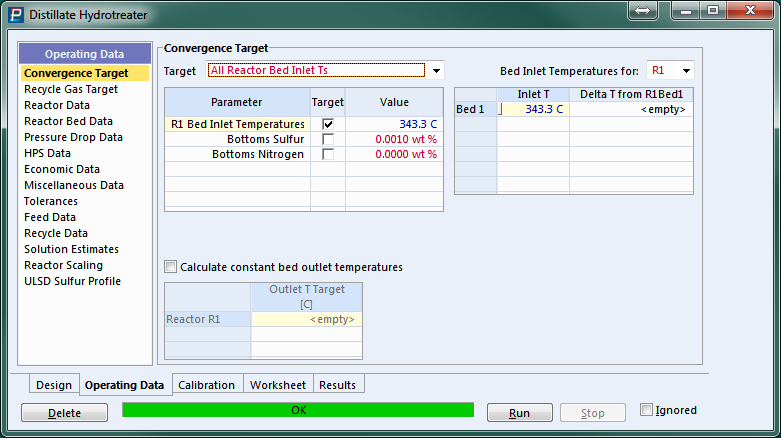 Distillate Hydrotreater
Operating Data
Convergence Target
Recycle Gas Target
Reactor Data
Reactor Bed Data
Pressure Drop Data
HPS Data
Economic Data
Miscellaneous Data
Tolerances
Feed Data
Recycle Data
Solution Estimates
Reactor Scaling
ULSD Sulfur Profile
Convergence Target
Target All Reactor Bed Inlet Ts
Bed Inlet Temperatures for: R1
Parameter Target Value
R1 Bed Inlet Temperatures 343.3 C
Bottoms Sulfur 0.0010 wt %
Bottoms Nitrogen 0.0000 wt %
Inlet T Delta T from R1Bed1
Bed 1 343.3 C <empty>
Calculate constant bed outlet temperatures
Outlet T Target
[C]
Reactor R1 <empty>
Design Operating Data Calibration Worksheet Results
Delete OK Run Stop Ignored